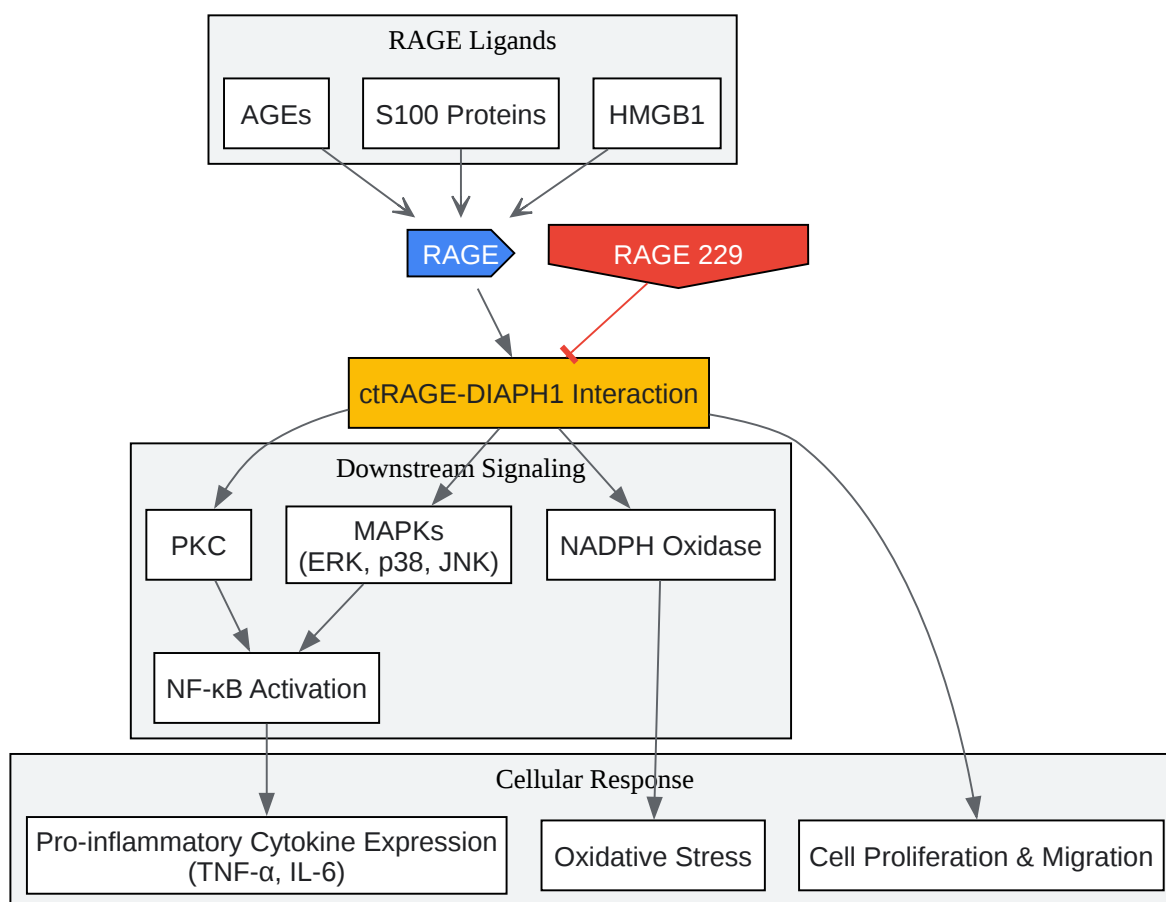 RAGE Ligands
AGEs
S100 Proteins
HMGB1
RAGE
RAGE 229
ctRAGE-DIAPH1 Interaction
Downstream Signaling
PKC
MAPKs
(ERK, p38, JNK)
NADPH Oxidase
NF-κB Activation
Cellular Response
Pro-inflammatory Cytokine Expression
(TNF-α, IL-6)
Oxidative Stress
Cell Proliferation & Migration